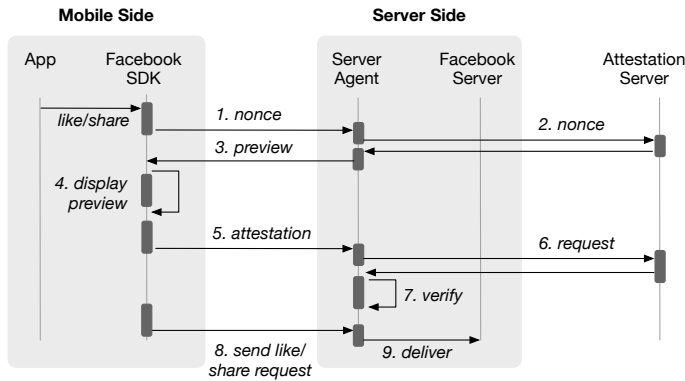 Mobile Side
Server Side
App
Facebook
SDK
Server
Agent
Facebook
Server
Attestation
Server
like/share
1. nonce
2. nonce
3. preview
4. display
preview
5. attestation
6. request
7. verify
8. send like/
share request
9. deliver